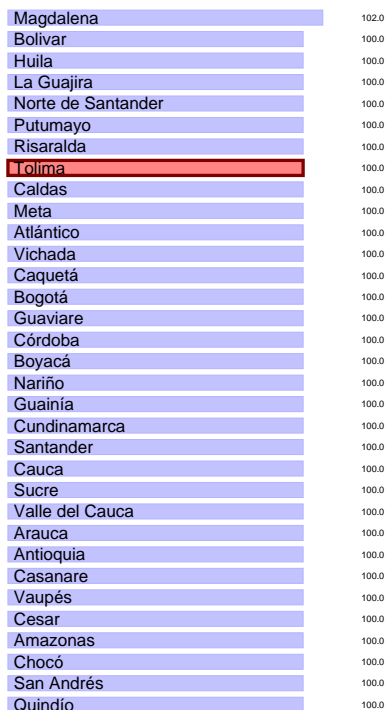 Magdalena 102.0
Bolivar 100.0
Huila 100.0
La Guajira 100.0
Norte de Santander 100.0
Putumayo 100.0
Risaralda 100.0
Tolima 100.0
Caldas 100.0
Meta 100.0
Atlántico 100.0
Vichada 100.0
Caquetá 100.0
Bogotá 100.0
Guaviare 100.0
Córdoba 100.0
Boyacá 100.0
Nariño 100.0
Guainía 100.0
Cundinamarca 100.0
Santander 100.0
Cauca 100.0
Sucre 100.0
Valle del Cauca 100.0
Arauca 100.0
Antioquia 100.0
Casanare 100.0
Vaupés 100.0
Cesar 100.0
Amazonas 100.0
Chocó 100.0
San Andrés 100.0
Quindío 100.0